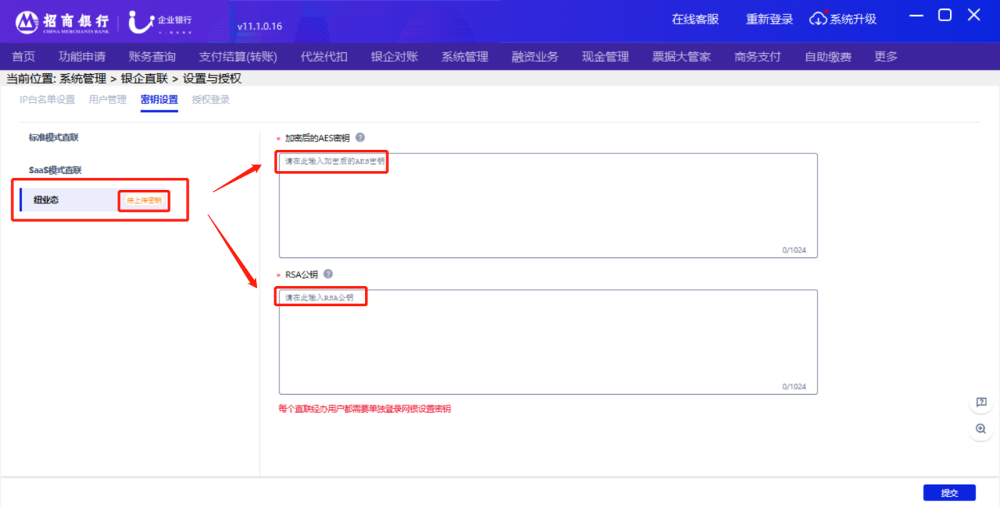 招商银行
CHINA MERCHANTS BANK
企业银行
U-BANK
v11.1.0.16
在线客服
重新登录
系统升级
首页 功能申请 账务查询 支付结算(转账) 代发代扣 银企对账 系统管理 融资业务 现金管理 票据大管家 商务支付 自助缴费 更多
当前位置: 系统管理 > 银企直联 > 设置与授权
IP白名单设置 用户管理 密钥设置 授权登录
标准模式直联
SaaS模式直联
纽业态 待上传密钥
* 加密后的AES密钥 ?
请在此输入加密后的AES密钥
0/1024
* RSA公钥 ?
请在此输入RSA公钥
0/1024
每个直联经办用户都需要单独登录网银设置密钥
提交